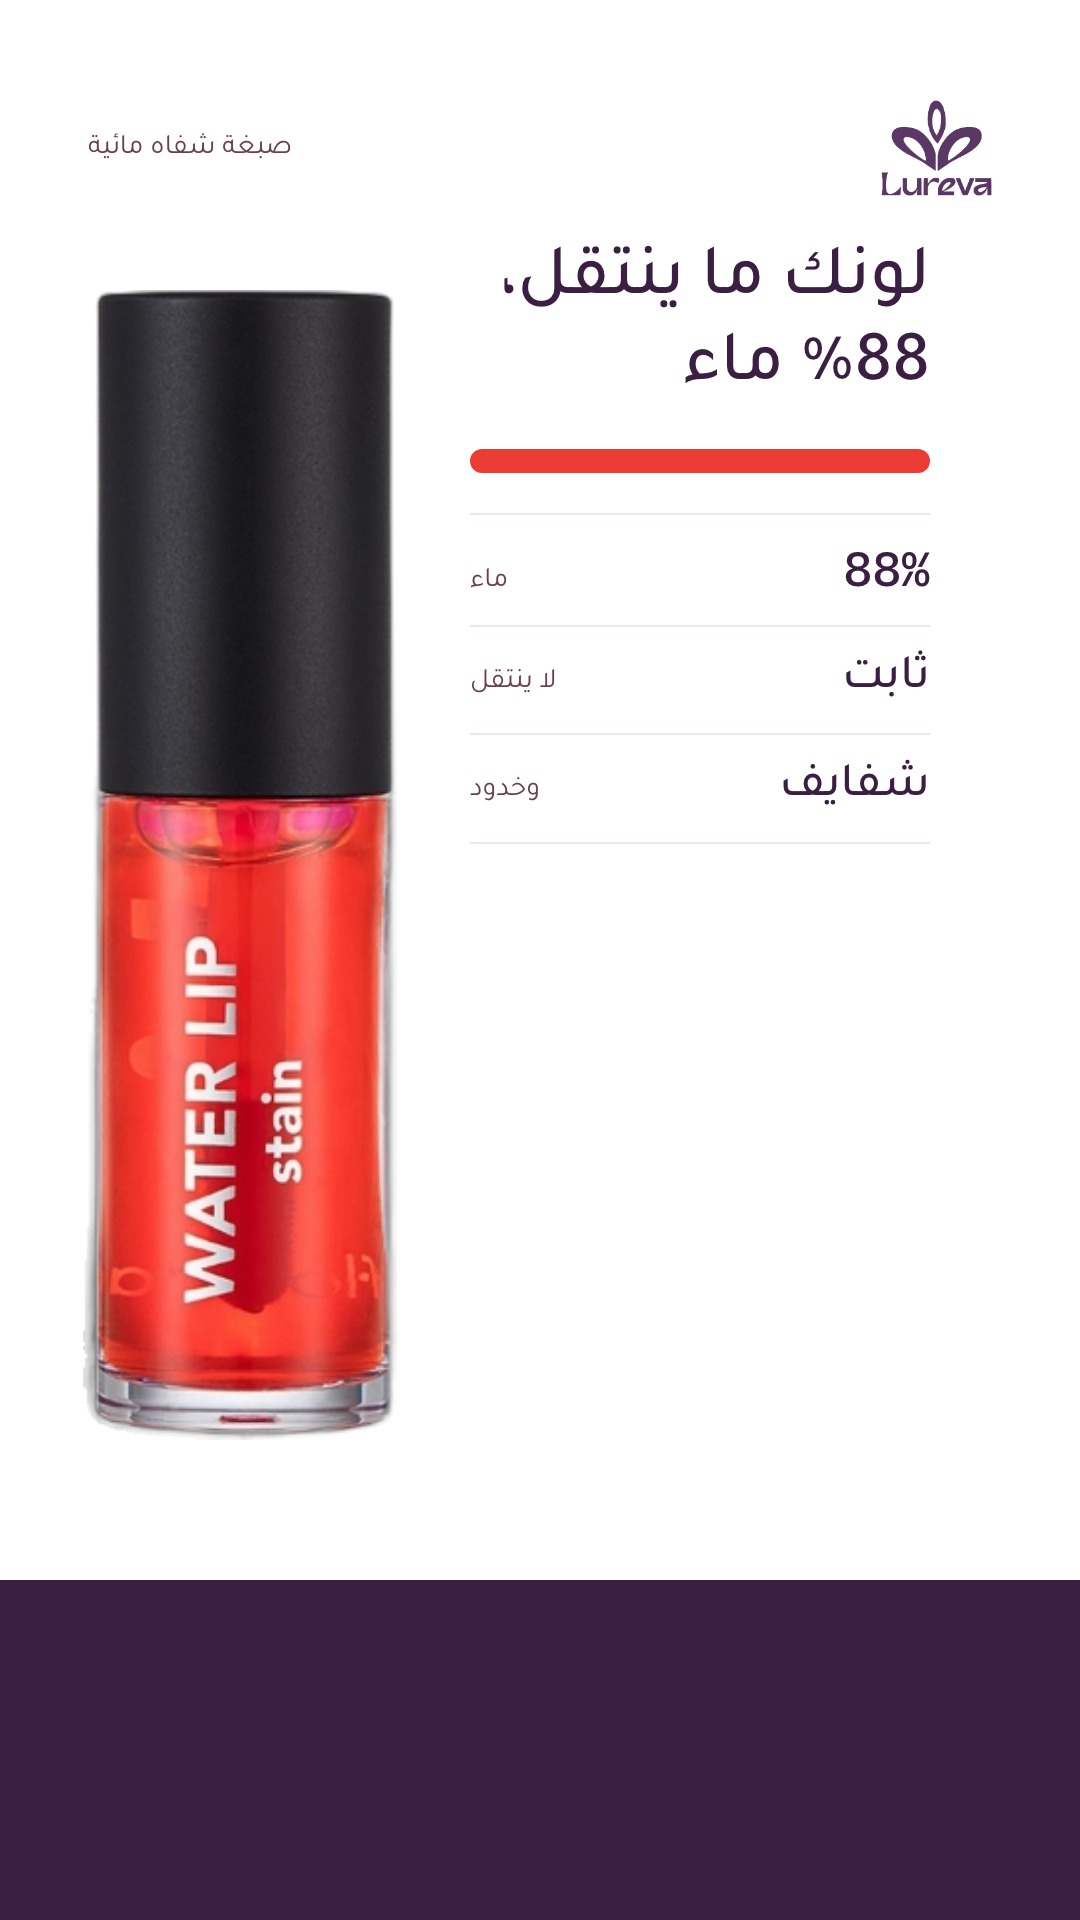 صبغة شفاه مائية
Lureva
لونك ما ينتقل،
88% ماء
88%
ماء
ثابت
لا ينتقل
شفايف
وخدود
WATER LIP
stain